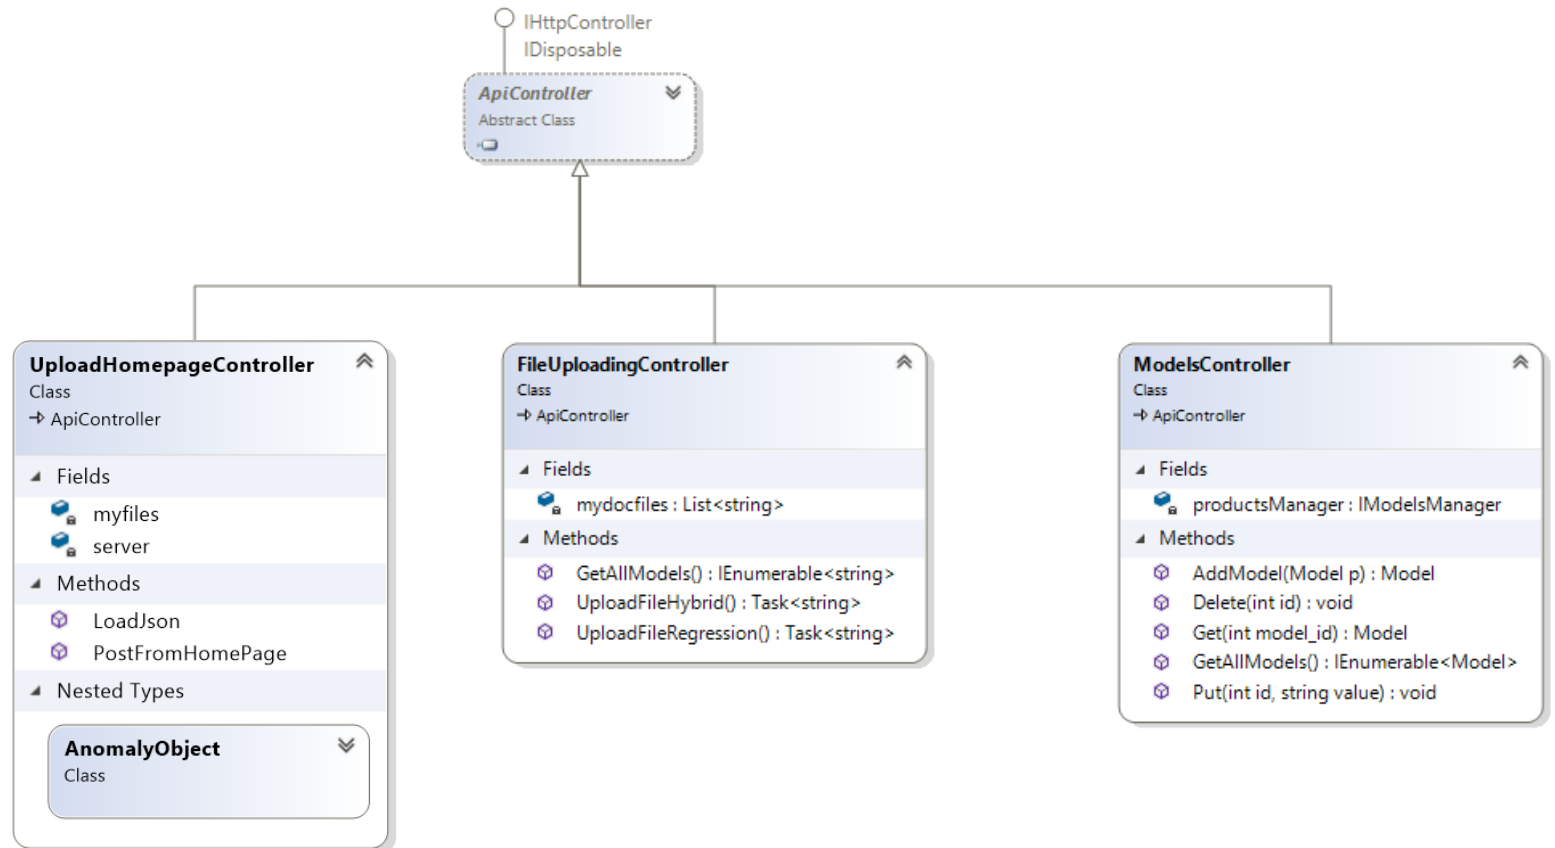 IHttpController
IDisposable
ApiController
Abstract Class
UploadHomepageController
Class
ApiController
Fields
myfiles
server
Methods
LoadJson
PostFromHomePage
Nested Types
AnomalyObject
Class
FileUploadingController
Class
ApiController
Fields
mydocfiles : List<string>
Methods
GetAllModels() : IEnumerable<string>
UploadFileHybrid() : Task<string>
UploadFileRegression() : Task<string>
ModelsController
Class
ApiController
Fields
productsManager : IModelsManager
Methods
AddModel(Model p) : Model
Delete(int id) : void
Get(int model_id) : Model
GetAllModels() : IEnumerable<Model>
Put(int id, string value) : void